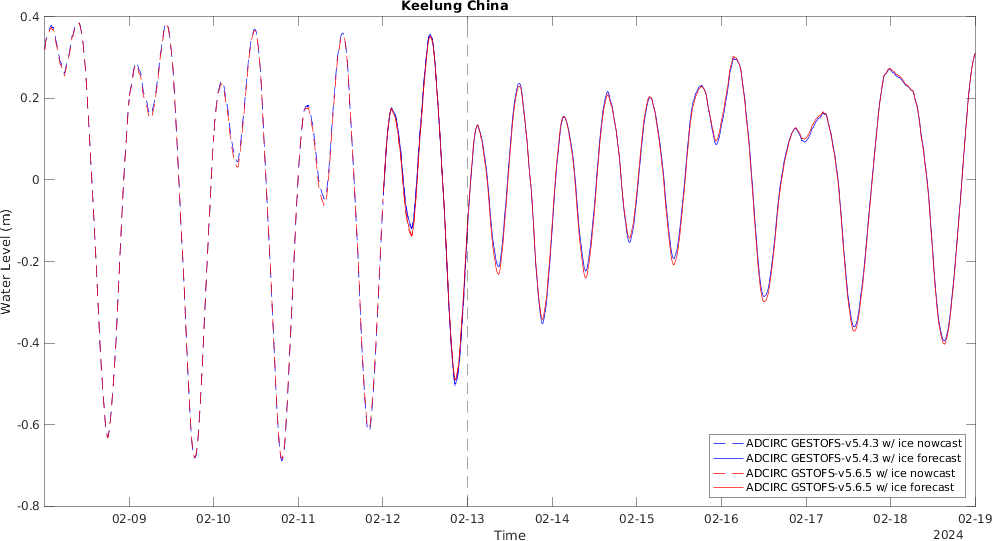 Keelung China
0.4
0.2
0
-0.2
-0.4
-0.6
-0.8
Water Level (m)
ADCIRC GESTOFS-v5.4.3 w/ ice nowcast
ADCIRC GESTOFS-v5.4.3 w/ ice forecast
ADCIRC GSTOFS-v5.6.5 w/ ice nowcast
ADCIRC GSTOFS-v5.6.5 w/ ice forecast
02-09 02-10 02-11 02-12 02-13 02-14 02-15 02-16 02-17 02-18 02-19
Time
2024